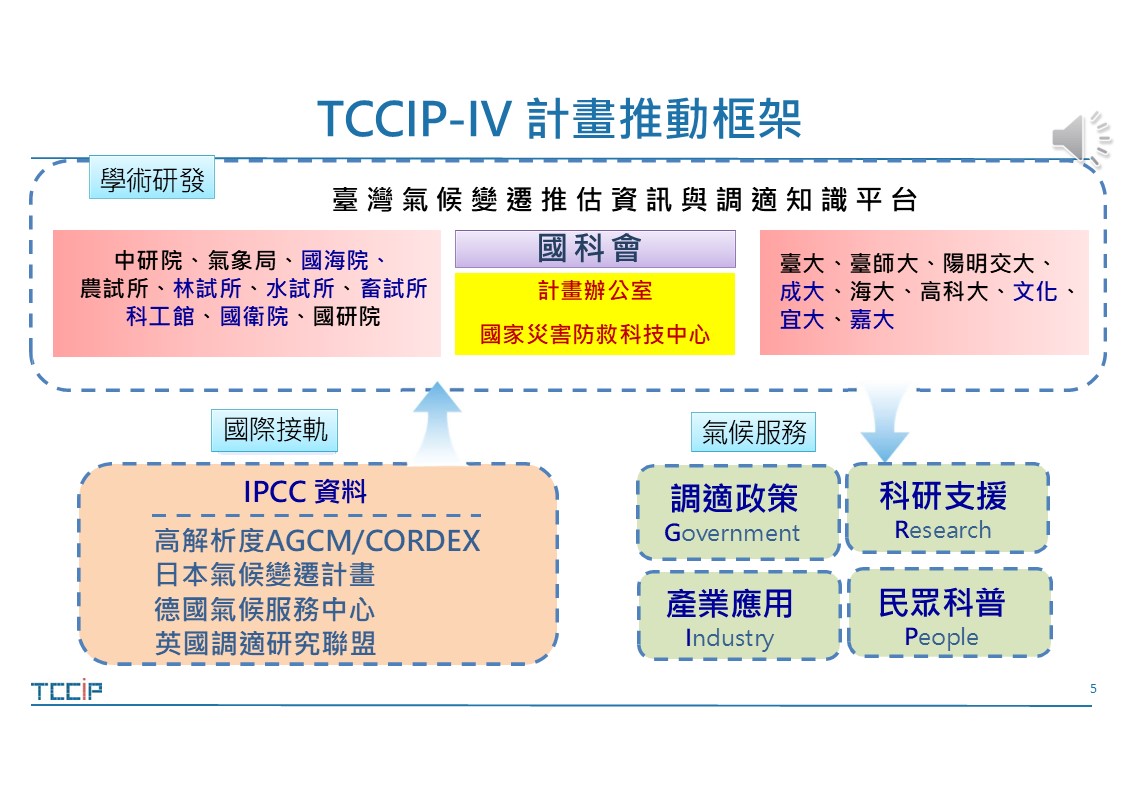 TCCIP-IV 計畫推動框架
學術研發
臺灣氣候變遷推估資訊與調適知識平台
中研院、氣象局、國海院、
農試所、林試所、水試所、畜試所
科工館、國衛院、國研院
國科會
計畫辦公室
國家災害防救科技中心
臺大、臺師大、陽明交大、
成大、海大、高科大、文化、
宜大、嘉大
國際接軌
IPCC 資料
高解析度AGCM/CORDEX
日本氣候變遷計畫
德國氣候服務中心
英國調適研究聯盟
氣候服務
調適政策
Government
科研支援
Research
產業應用
Industry
民眾科普
People
TCCIP
5